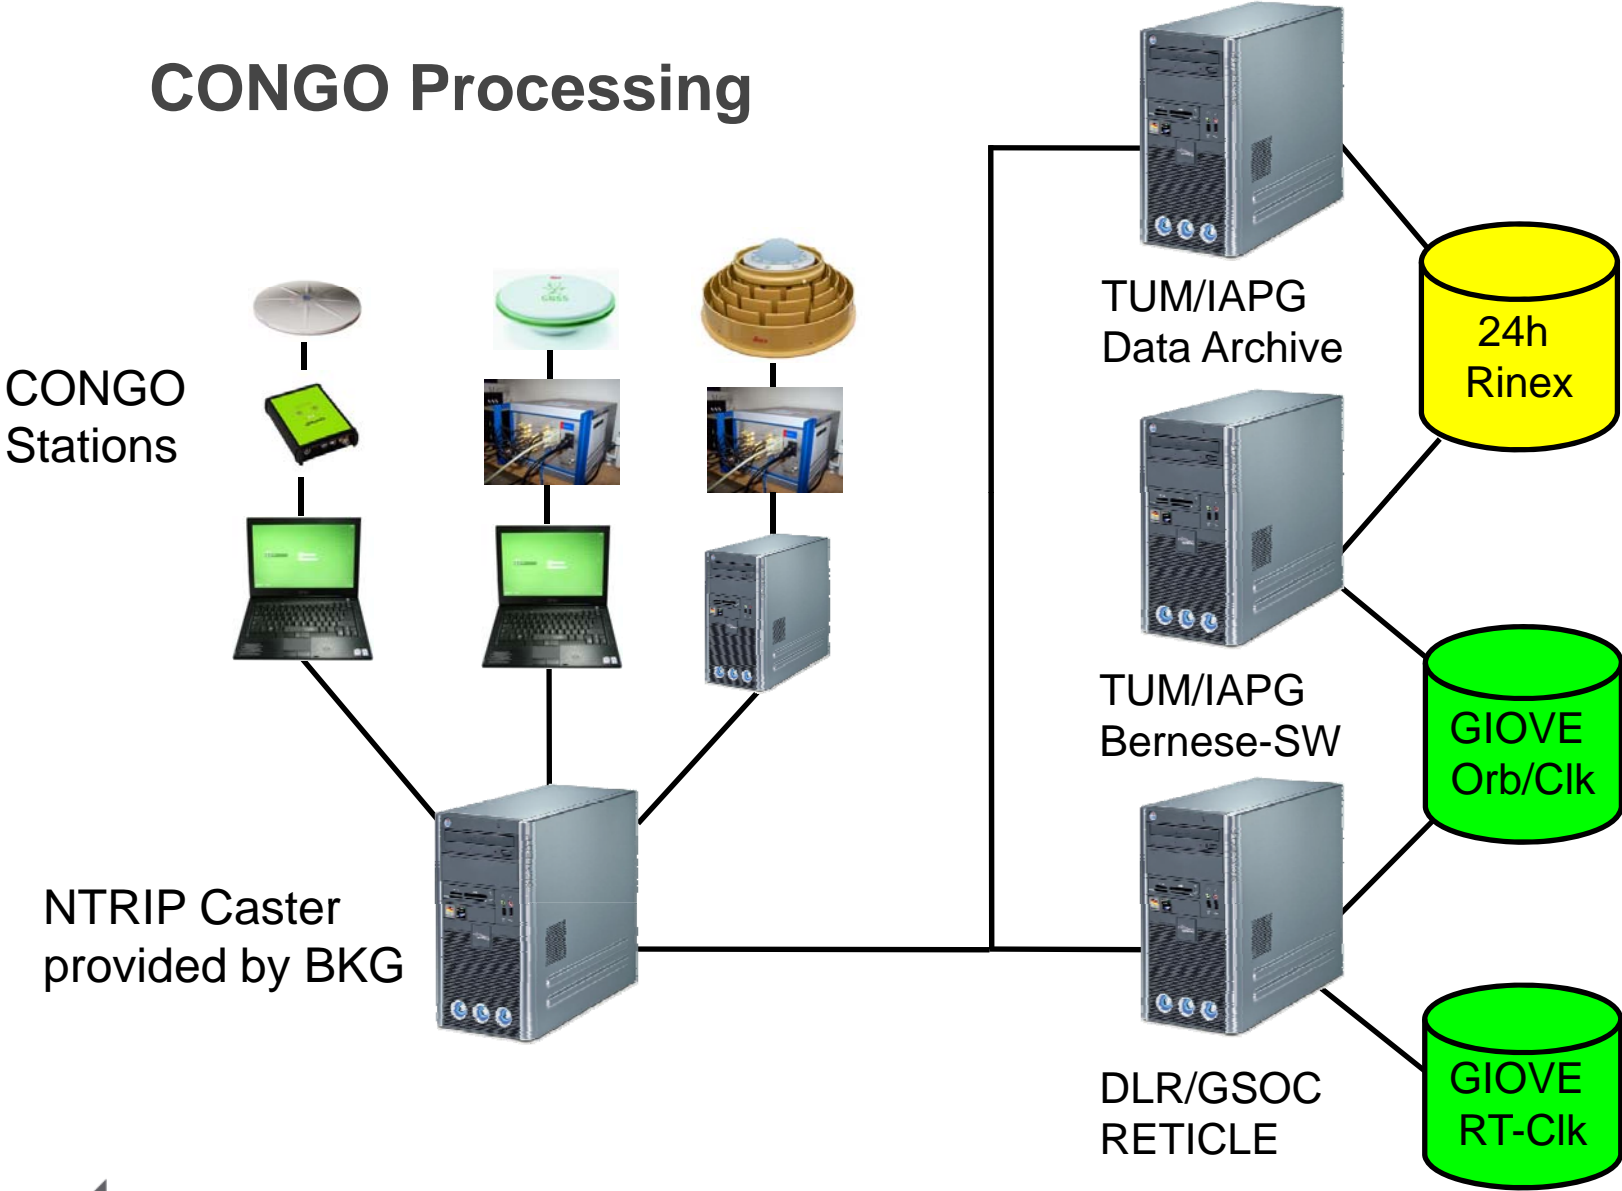 CONGO Processing
CONGO
Stations
GNSS
NTRIP Caster
provided by BKG
TUM/IAPG
Data Archive
24h
Rinex
TUM/IAPG
Bernese-SW
GIOVE
Orb/Clk
DLR/GSOC
RETICLE
GIOVE
RT-Clk